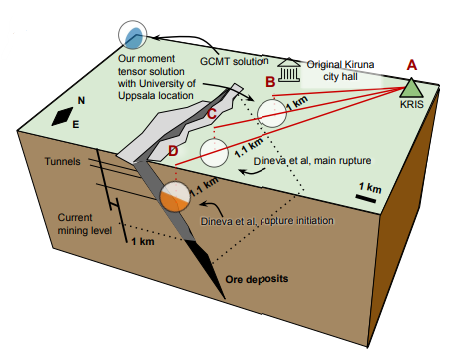 GCMT solution
Our moment
tensor solution
with University of
Uppsala location
Original Kiruna
city hall
A
B
KRIS
1 km
C
N
E
1.1 km
D
Dineva et al, main rupture
Tunnels
1 km
1.1 km
Dineva et al, rupture initiation
Current
mining level
1 km
Ore deposits